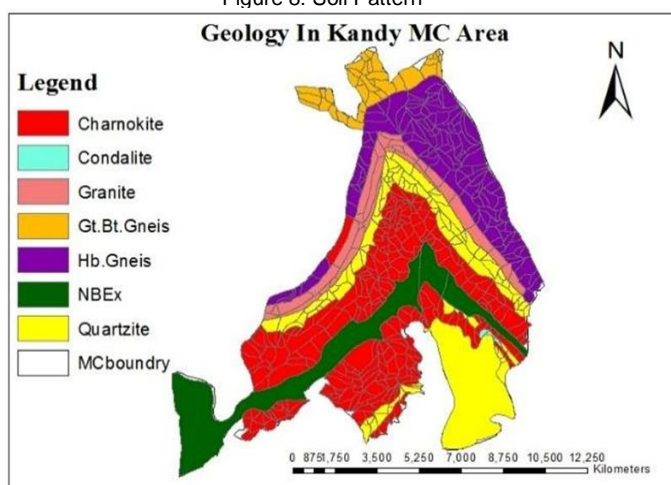 Figure 8. Soil Pattern
Geology In Kandy MC Area
N
Legend
Charnokite
Condalite
Granite
Gt.Bt.Gneis
Hb.Gneis
NBEx
Quartzite
MCboundry
0 8751,750 3,500 5,250 7,000 8,750 10,500 12,250
Kilometers